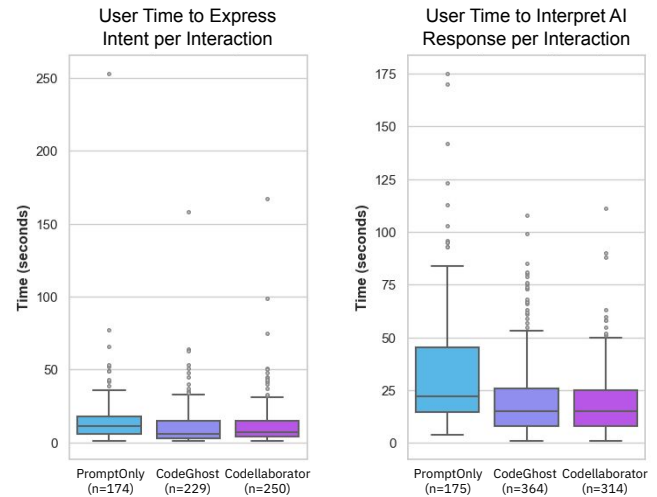 User Time to Express
Intent per Interaction
Time (seconds)
250
200
150
100
50
0
PromptOnly
(n=174)
CodeGhost
(n=229)
Codellaborator
(n=250)
User Time to Interpret AI
Response per Interaction
Time (seconds)
175
150
125
100
75
50
25
0
PromptOnly
(n=175)
CodeGhost
(n=364)
Codellaborator
(n=314)